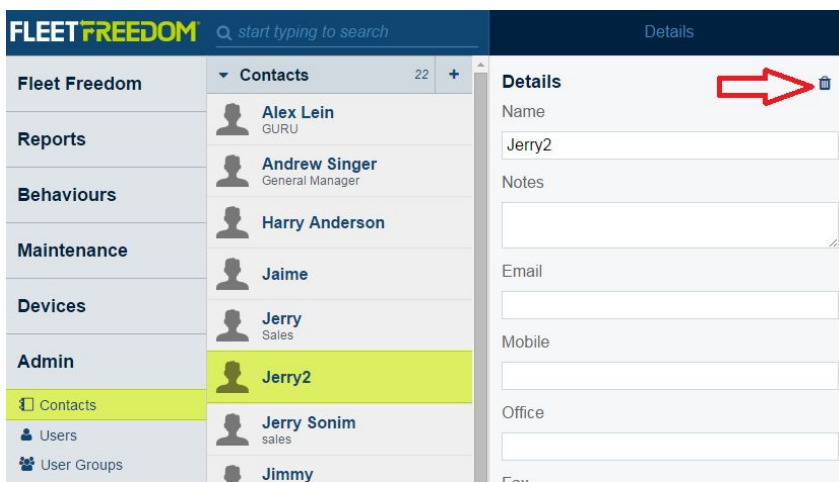 FLEETFREEDOM
start typing to search
Details
Fleet Freedom
Reports
Behaviours
Maintenance
Devices
Admin
Contacts
Users
User Groups
Contacts 22 +
Alex Lein
GURU
Andrew Singer
General Manager
Harry Anderson
Jaime
Jerry
Sales
Jerry2
Jerry Sonim
sales
Jimmy
Details
Name
Jerry2
Notes
Email
Mobile
Office
Fax